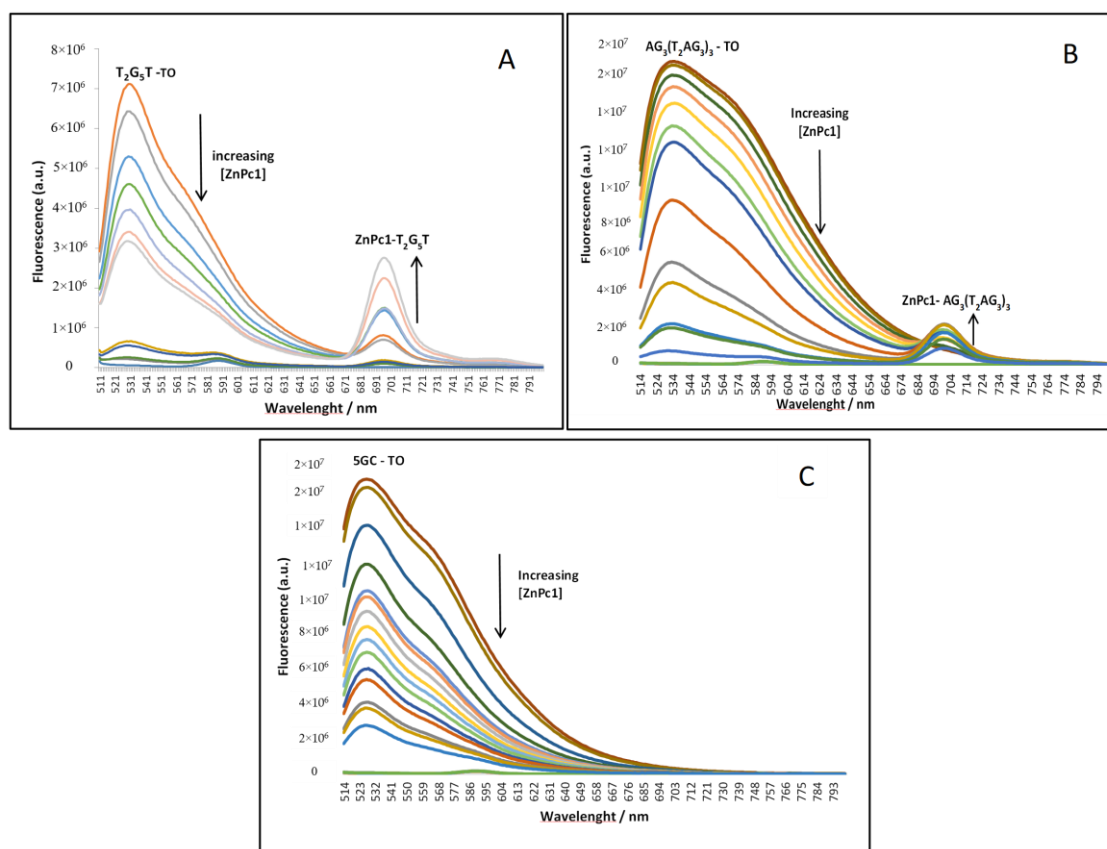 A
T₂G₅T -TO
increasing
[ZnPc1]
ZnPc1-T₂G₅T
Fluorescence (a.u.)
8×10⁶
7×10⁶
6×10⁶
5×10⁶
4×10⁶
3×10⁶
2×10⁶
1×10⁶
0
511 521 531 541 551 561 571 581 591 601 611 621 631 641 651 661 671 681 691 701 711 721 731 741 751 761 771 781 791
Wavelenght / nm
B
AG₃(T₂AG₃)₃ - TO
Increasing
[ZnPc1]
ZnPc1- AG₃(T₂AG₃)₃
Fluorescence (a.u.)
2×10⁷
2×10⁷
1×10⁷
1×10⁷
1×10⁷
8×10⁶
6×10⁶
4×10⁶
2×10⁶
0
514 524 534 544 554 564 574 584 594 604 614 624 634 644 654 664 674 684 694 704 714 724 734 744 754 764 774 784 794
Wavelenght / nm
C
5GC - TO
Increasing
[ZnPc1]
Fluorescence (a.u.)
2×10⁷
2×10⁷
1×10⁷
1×10⁷
1×10⁷
8×10⁶
6×10⁶
4×10⁶
2×10⁶
0
514 523 532 541 550 559 568 577 586 595 604 613 622 631 640 649 658 667 676 685 694 703 712 721 730 739 748 757 766 775 784 793
Wavelenght / nm